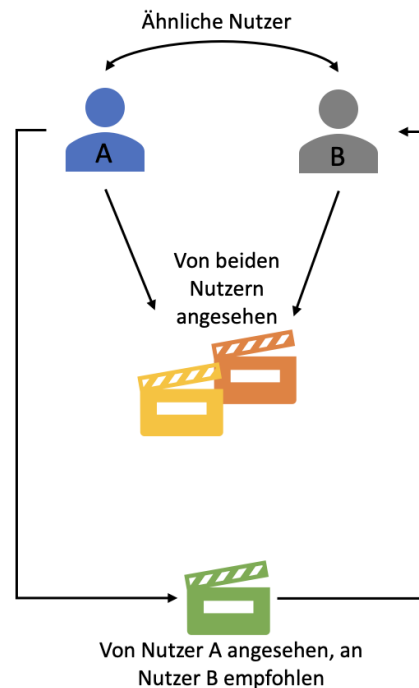 Ähnliche Nutzer
A
B
Von beiden
Nutzern
angesehen
Von Nutzer A angesehen, an
Nutzer B empfohlen